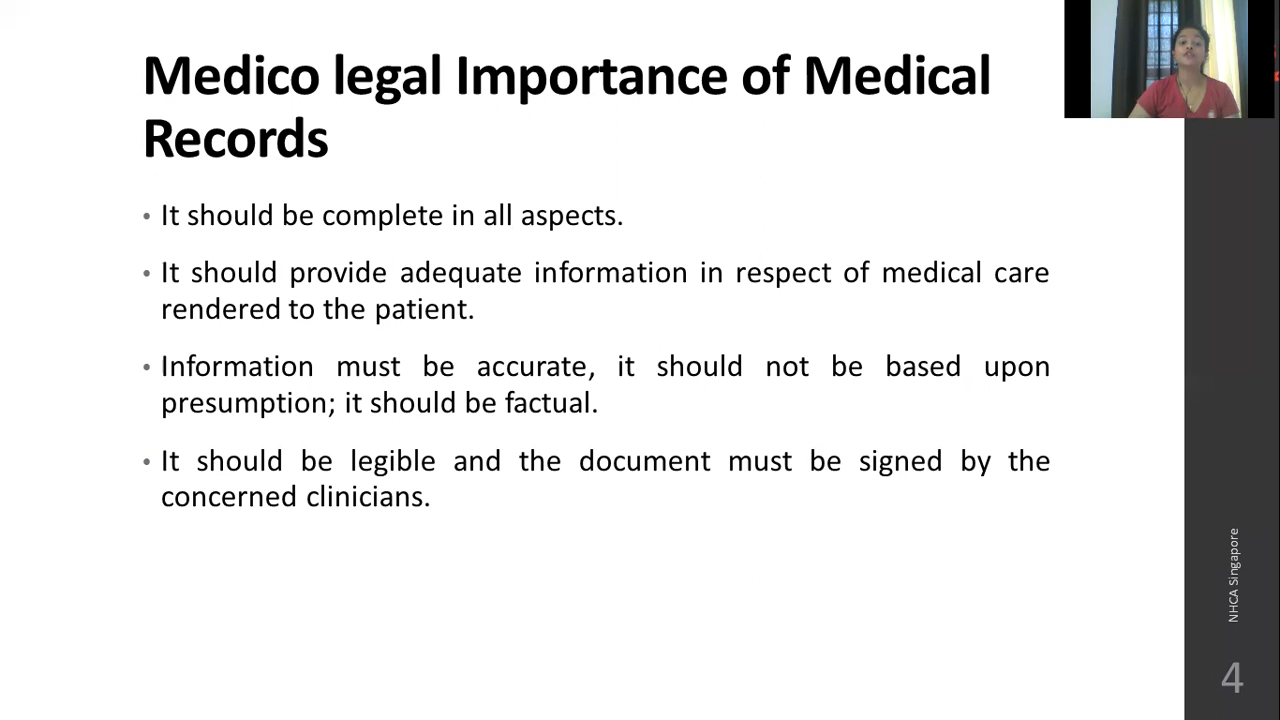 Medico legal Importance of Medical
Records
• It should be complete in all aspects.
• It should provide adequate information in respect of medical care
rendered to the patient.
• Information must be accurate, it should not be based upon
presumption; it should be factual.
• It should be legible and the document must be signed by the
concerned clinicians.
NHCA Singapore
4